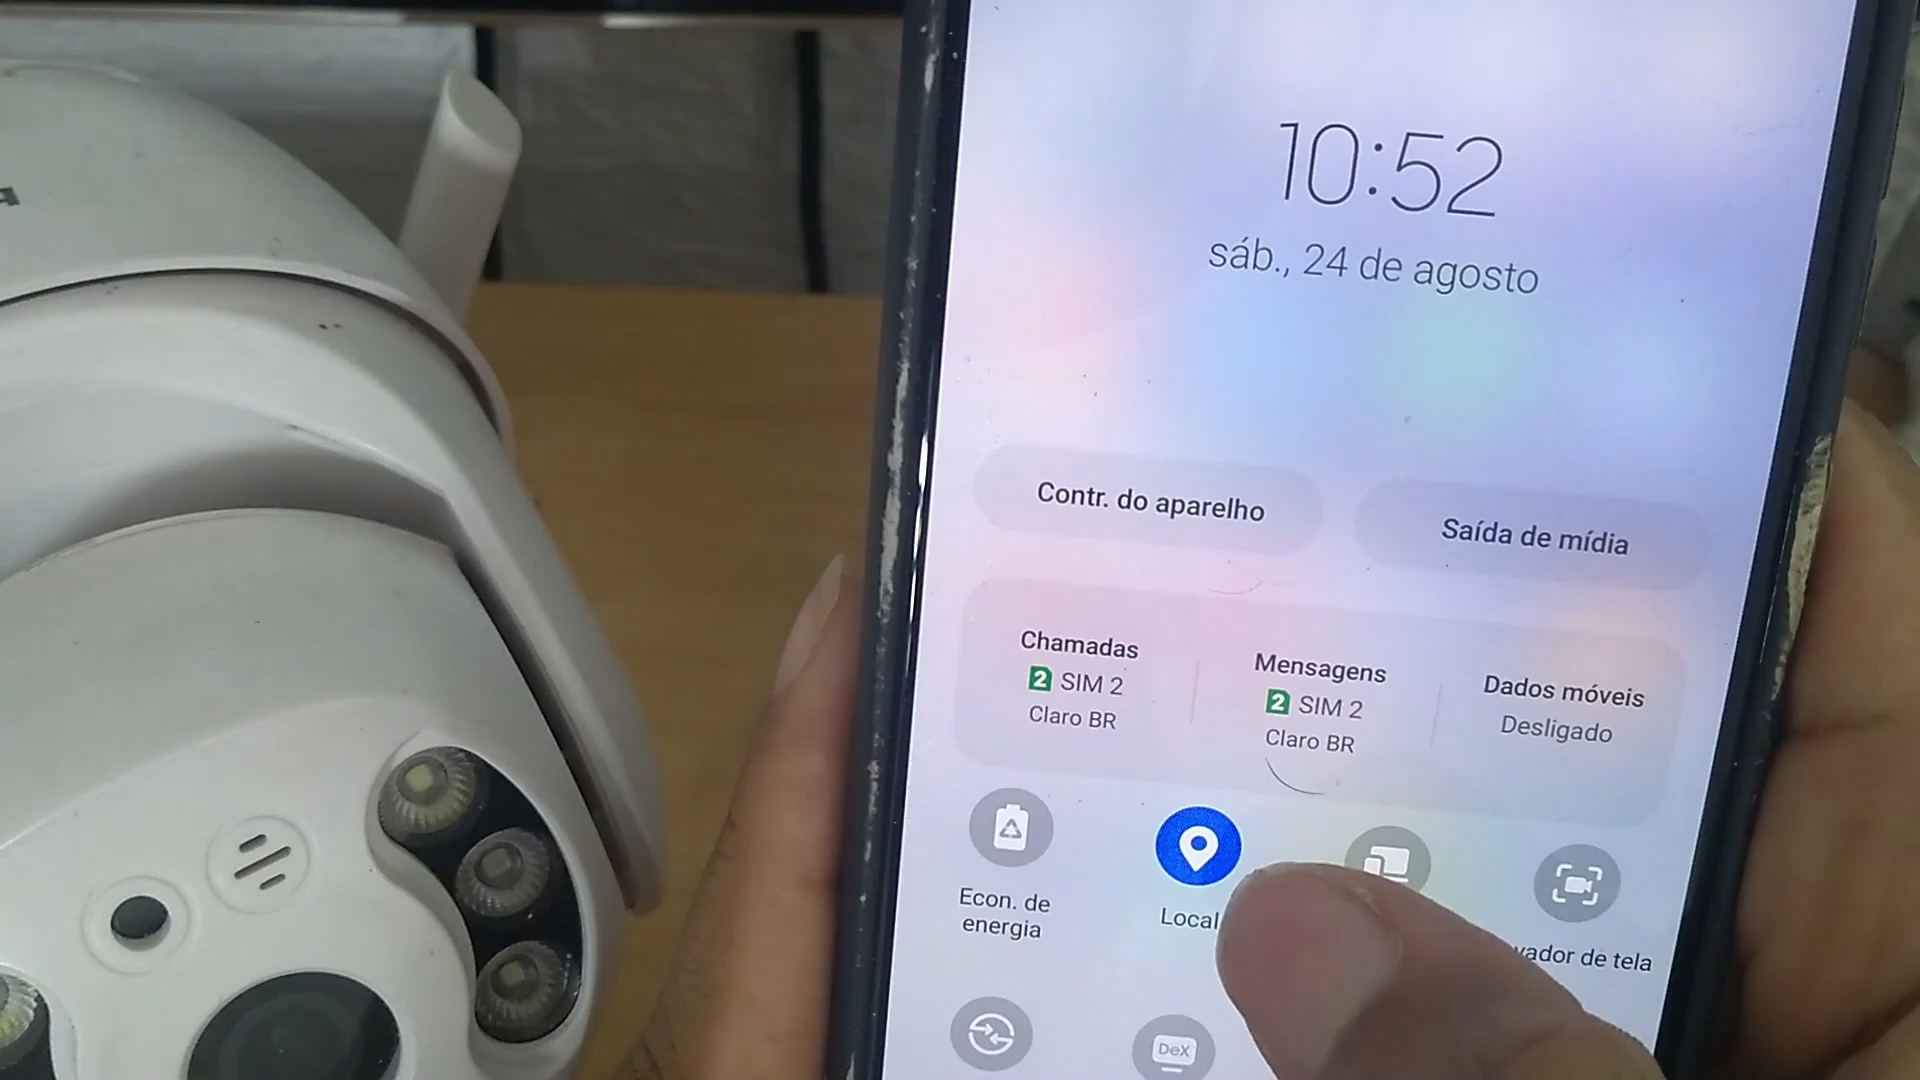 10:52
sáb., 24 de agosto
Contr. do aparelho
Saída de mídia
Chamadas
2 SIM 2
Claro BR
Mensagens
2 SIM 2
Claro BR
Dados móveis
Desligado
Econ. de
energia
Local
vador de tela
DeX